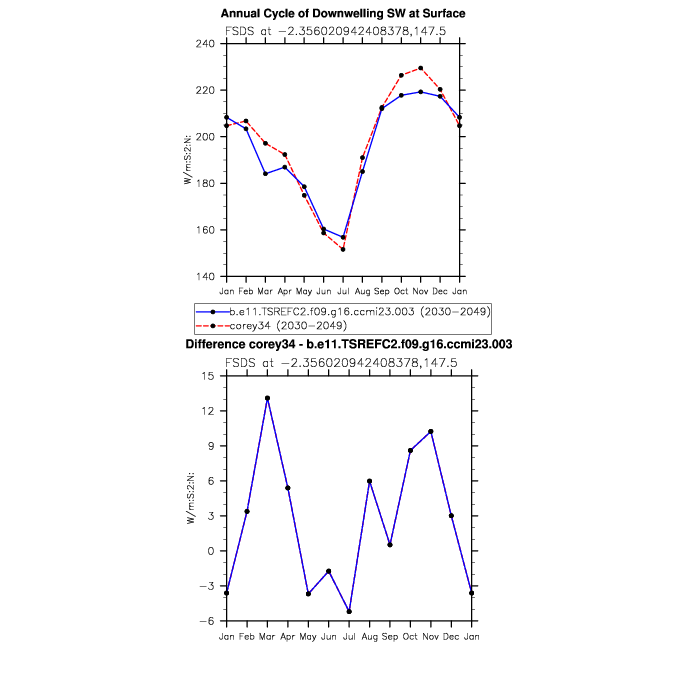 Annual Cycle of Downwelling SW at Surface
FSDS at −2.356020942408378,147.5
240
220
200
180
160
140
W/m:S:2:N:
Jan Feb Mar Apr May Jun Jul Aug Sep Oct Nov Dec Jan
b.e11.TSREFC2.f09.g16.ccmi23.003 (2030−2049)
corey34 (2030−2049)
Difference corey34 - b.e11.TSREFC2.f09.g16.ccmi23.003
FSDS at −2.356020942408378,147.5
15
12
9
6
3
0
−3
−6
W/m:S:2:N:
Jan Feb Mar Apr May Jun Jul Aug Sep Oct Nov Dec Jan